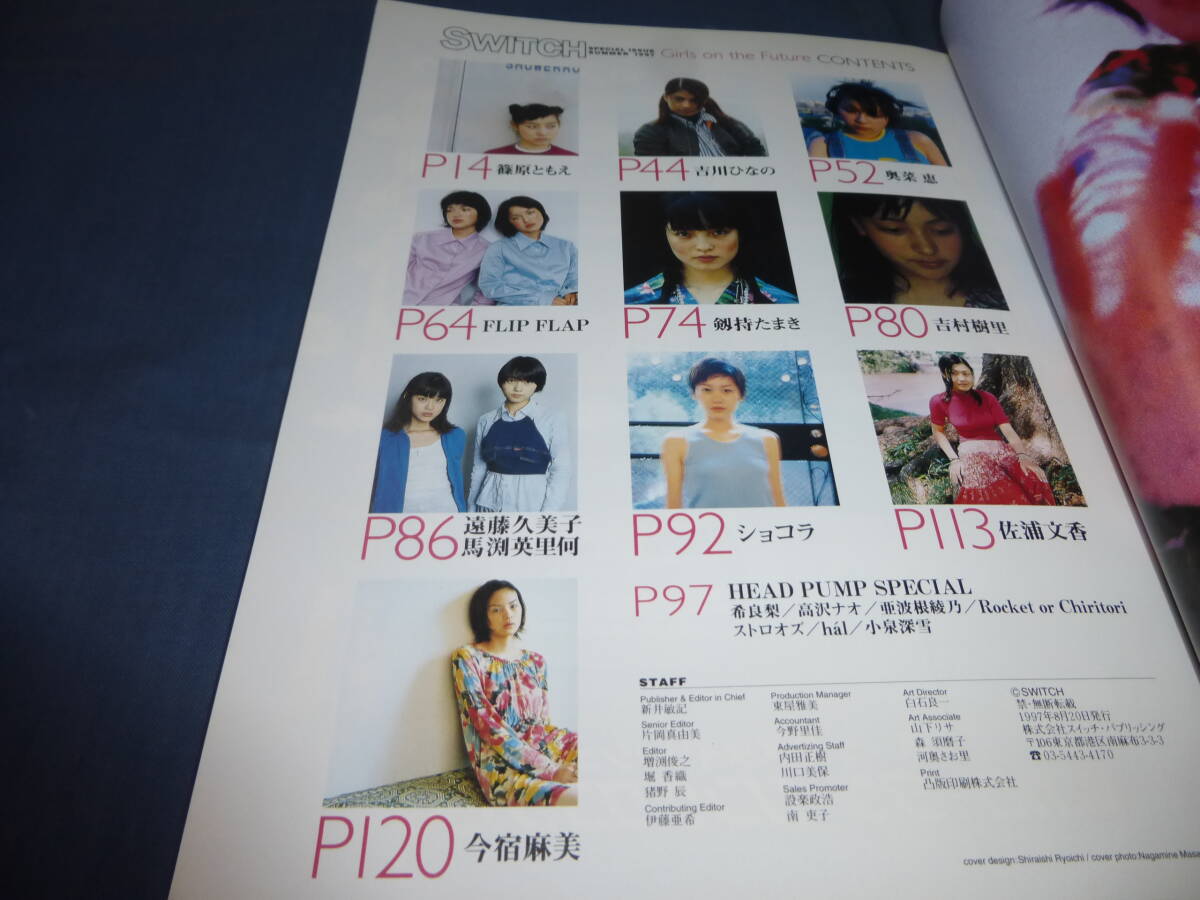 SWITCH SPECIAL ISSUE SUMMER 1997 Girls on the Future CONTENTS
P14 篠原ともえ
P44 吉川ひなの
P52 奥菜 恵
P64 FLIP FLAP
P74 剱持たまき
P80 吉村樹里
P86 遠藤久美子
馬渕英里何
P92 ショコラ
P113 佐浦文香
P97 HEAD PUMP SPECIAL
希良梨／高沢ナオ／亜波根綾乃／Rocket or Chiritori
ストロオズ／hál／小泉深雪
P120 今宿麻美
STAFF
Publisher & Editor in Chief
新井敏記
Senior Editor
片岡真由美
Editor
増渕俊之
堀 香織
猪野 辰
Contributing Editor
伊藤亜希
Production Manager
東屋雅美
Accountant
今野里佳
Advertizing Staff
内田正樹
川口美保
Sales Promoter
設楽政浩
南 吏子
Art Director
白石良一
Art Associate
山下リサ
森 須磨子
河奥さお里
Print
凸版印刷株式会社
©SWITCH
禁・無断転載
1997年8月20日発行
株式会社スイッチ・パブリッシング
〒106東京都港区南麻布3-3-3
☎03-5443-4170
cover design:Shiraishi Ryoichi / cover photo:Nagamine